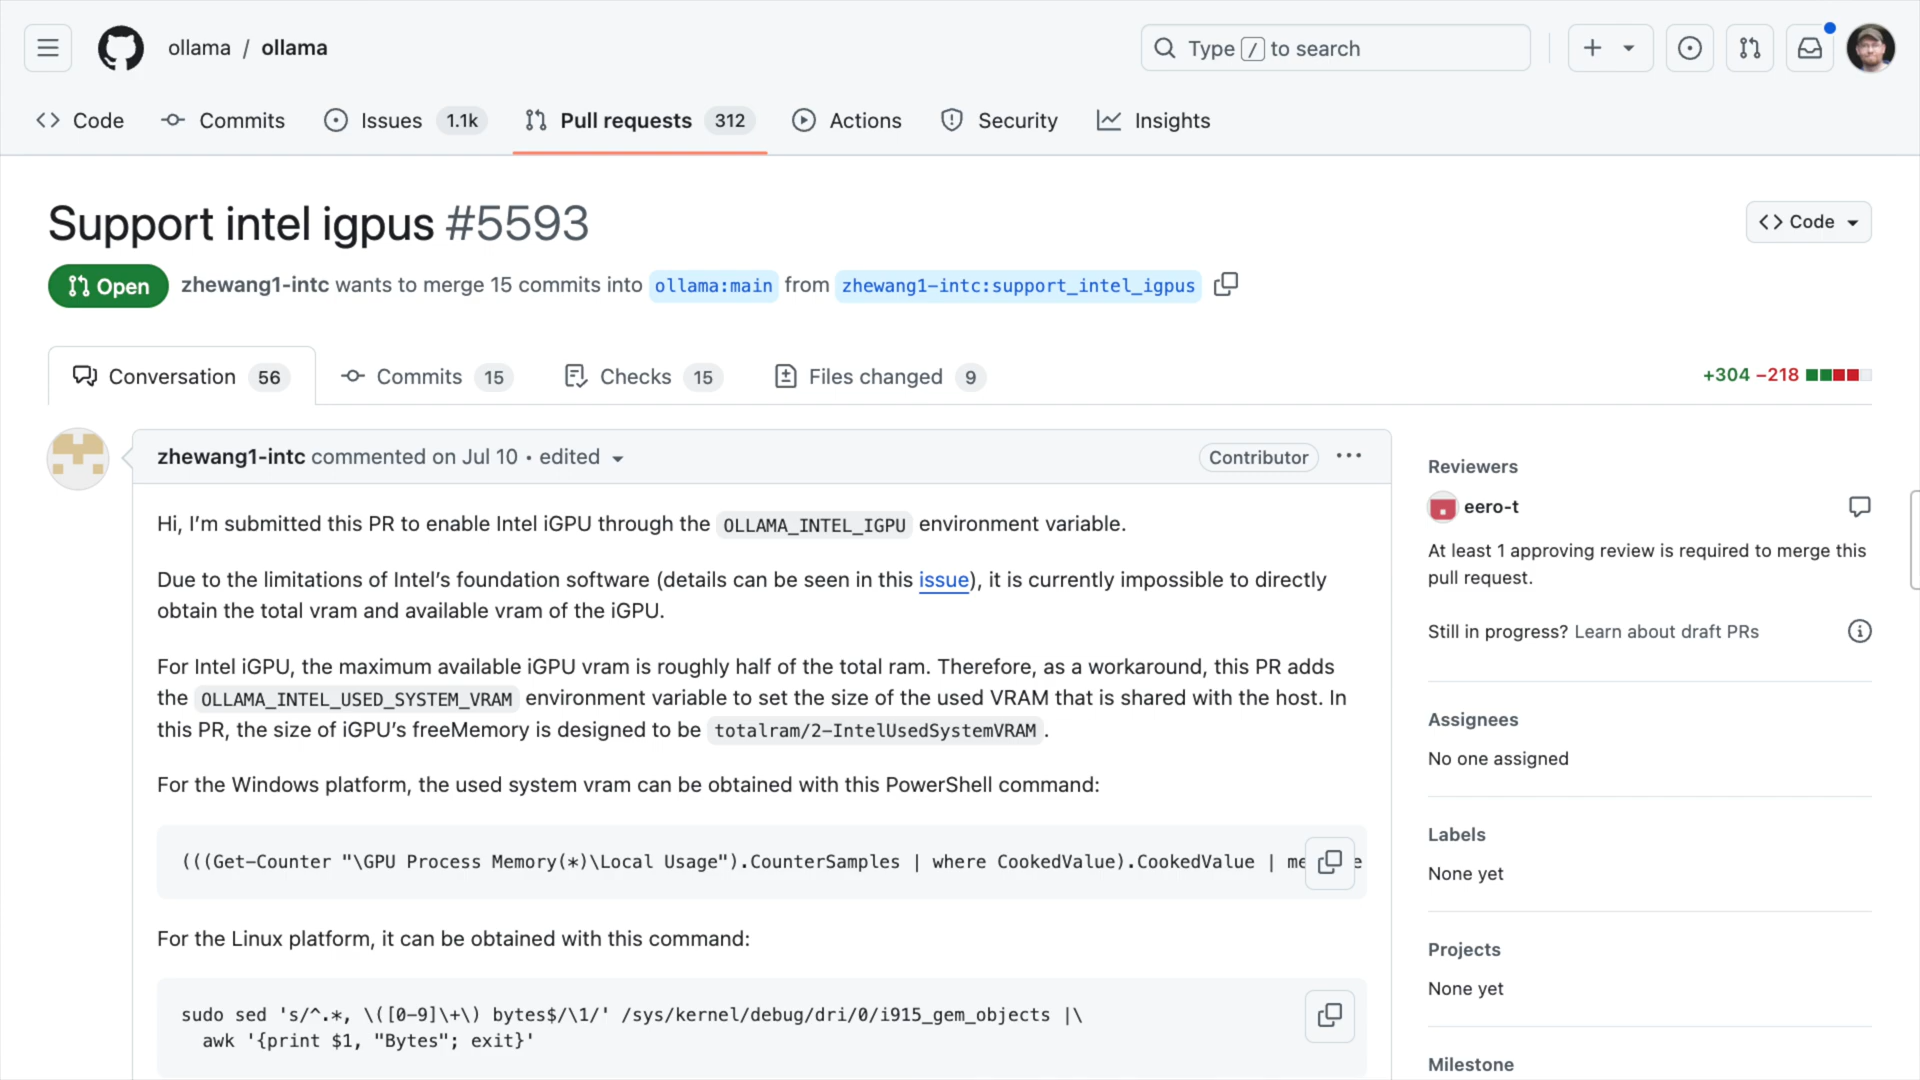 ollama / ollama
Type / to search
Code
Commits
Issues 1.1k
Pull requests 312
Actions
Security
Insights
Support intel igpus #5593
Code
Open
zhewang1-intc wants to merge 15 commits into ollama:main from zhewang1-intc:support_intel_igpus
Conversation 56
Commits 15
Checks 15
Files changed 9
+304 −218
zhewang1-intc commented on Jul 10 • edited
Contributor
Hi, I’m submitted this PR to enable Intel iGPU through the OLLAMA_INTEL_IGPU environment variable.
Due to the limitations of Intel’s foundation software (details can be seen in this issue), it is currently impossible to directly
obtain the total vram and available vram of the iGPU.
For Intel iGPU, the maximum available iGPU vram is roughly half of the total ram. Therefore, as a workaround, this PR adds
the OLLAMA_INTEL_USED_SYSTEM_VRAM environment variable to set the size of the used VRAM that is shared with the host. In
this PR, the size of iGPU’s freeMemory is designed to be totalram/2-IntelUsedSystemVRAM.
For the Windows platform, the used system vram can be obtained with this PowerShell command:
(((Get-Counter "\GPU Process Memory(*)\Local Usage").CounterSamples | where CookedValue).CookedValue |
For the Linux platform, it can be obtained with this command:
sudo sed 's/^.*, \([0-9]\+\) bytes$/\1/' /sys/kernel/debug/dri/0/i915_gem_objects |\
awk '{print $1, "Bytes"; exit}'
Reviewers
eero-t
At least 1 approving review is required to merge this
pull request.
Still in progress? Learn about draft PRs
Assignees
No one assigned
Labels
None yet
Projects
None yet
Milestone